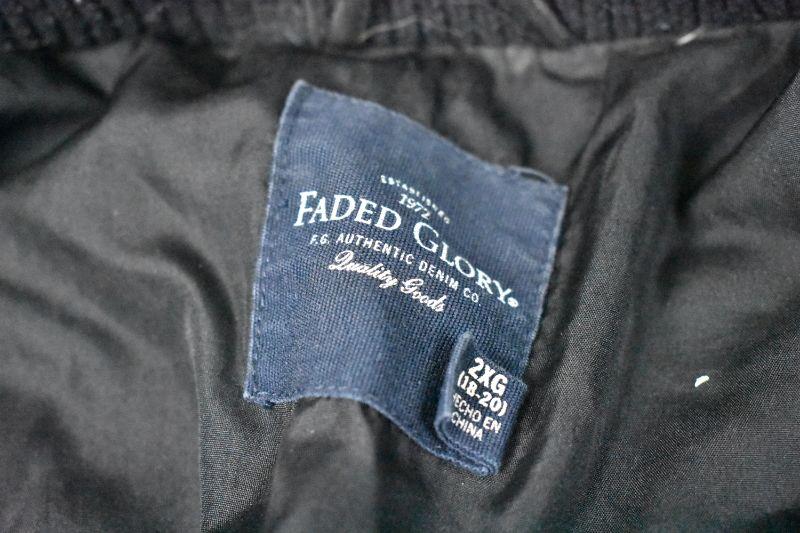 ESTABLISHED
1972
FADED GLORY®
F.G. AUTHENTIC DENIM CO.
Quality Goods
2XG
(18-20)
HECHO EN
CHINA